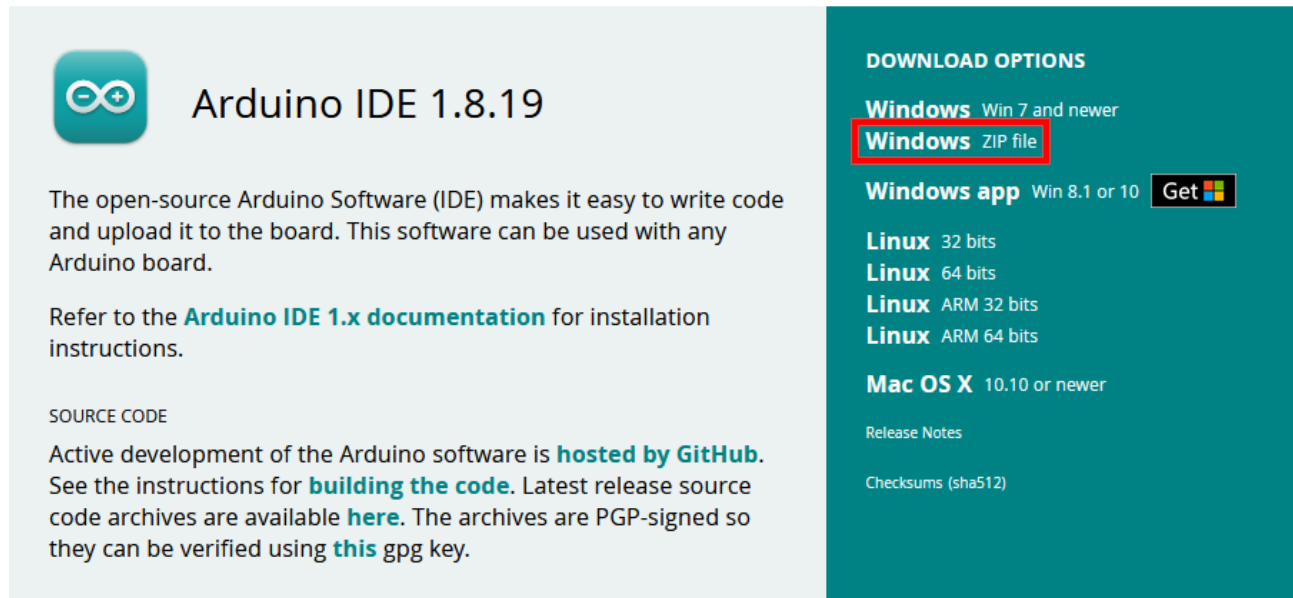 Arduino IDE 1.8.19
The open-source Arduino Software (IDE) makes it easy to write code
and upload it to the board. This software can be used with any
Arduino board.
Refer to the Arduino IDE 1.x documentation for installation
instructions.
SOURCE CODE
Active development of the Arduino software is hosted by GitHub.
See the instructions for building the code. Latest release source
code archives are available here. The archives are PGP-signed so
they can be verified using this gpg key.
DOWNLOAD OPTIONS
Windows Win 7 and newer
Windows ZIP file
Windows app Win 8.1 or 10 Get
Linux 32 bits
Linux 64 bits
Linux ARM 32 bits
Linux ARM 64 bits
Mac OS X 10.10 or newer
Release Notes
Checksums (sha512)